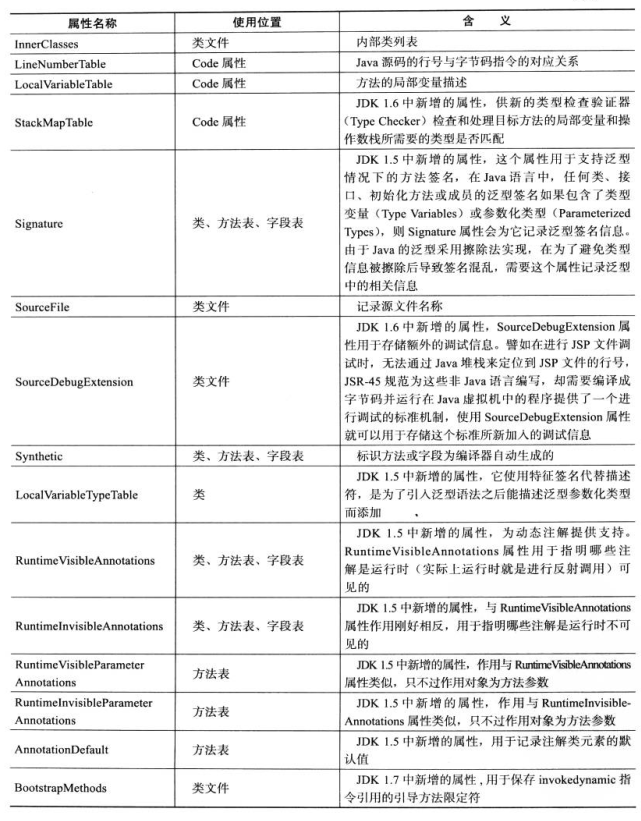 属性名称 使用位置 含 义
InnerClasses 类文件 内部类列表
LineNumberTable Code 属性 Java 源码的行号与字节码指令的对应关系
LocalVariableTable Code 属性 方法的局部变量描述
StackMapTable Code 属性 JDK 1.6 中新增的属性，供新的类型检查验证器
（Type Checker）检查和处理目标方法的局部变量和操
作数栈所需要的类型是否匹配
Signature 类、方法表、字段表 JDK 1.5 中新增的属性，这个属性用于支持泛型
情况下的方法签名，在 Java 语言中，任何类、接
口、初始化方法或成员的泛型签名如果包含了类型
变量（Type Variables）或参数化类型（Parameterized
Types），则 Signature 属性会为它记录泛型签名信息。
由于 Java 的泛型采用擦除法实现，在为了避免类型
信息被擦除后导致签名混乱，需要这个属性记录泛型
中的相关信息
SourceFile 类文件 记录源文件名称
SourceDebugExtension 类文件 JDK 1.6 中新增的属性，SourceDebugExtension 属
性用于存储额外的调试信息。譬如在进行 JSP 文件调
试时，无法通过 Java 堆栈来定位到 JSP 文件的行号，
JSR-45 规范为这些非 Java 语言编写，却需要编译成
字节码并运行在 Java 虚拟机中的程序提供了一个进
行调试的标准机制，使用 SourceDebugExtension 属性
就可以用于存储这个标准所新加入的调试信息
Synthetic 类、方法表、字段表 标识方法或字段为编译器自动生成的
LocalVariableTypeTable 类 JDK 1.5 中新增的属性，它使用特征签名代替描述
符，是为了引入泛型语法之后能描述泛型参数化类型
而添加
RuntimeVisibleAnnotations 类、方法表、字段表 JDK 1.5 中新增的属性，为动态注解提供支持。
RuntimeVisibleAnnotations 属性用于指明哪些注
解是运行时（实际上运行时就是进行反射调用）可
见的
RuntimeInvisibleAnnotations 类、方法表、字段表 JDK 1.5 中新增的属性，与 RuntimeVisibleAnnotations
属性作用刚好相反，用于指明哪些注解是运行时不可
见的
RuntimeVisibleParameter
Annotations 方法表 JDK 1.5 中新增的属性，作用与 RuntimeVisibleAnnotations
属性类似，只不过作用对象为方法参数
RuntimeInvisibleParameter
Annotations 方法表 JDK 1.5 中新增的属性，作用与 RuntimeInvisible-
Annotations 属性类似，只不过作用对象为方法参数
AnnotationDefault 方法表 JDK 1.5 中新增的属性，用于记录注解类元素的默
认值
BootstrapMethods 类文件 JDK 1.7 中新增的属性，用于保存 invokedynamic 指
令引用的引导方法限定符